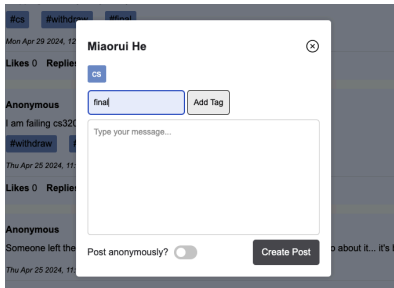 #cs #withdraw #final
Mon Apr 29 2024, 12
Likes 0 Replies
Anonymous
I am failing cs320
#withdraw #
Thu Apr 25 2024, 11:
Likes 0 Replies
Anonymous
Someone left the
o about it... it's
Thu Apr 25 2024, 11:
Miaorui He
cs
final
Add Tag
Type your message...
Post anonymously?
Create Post